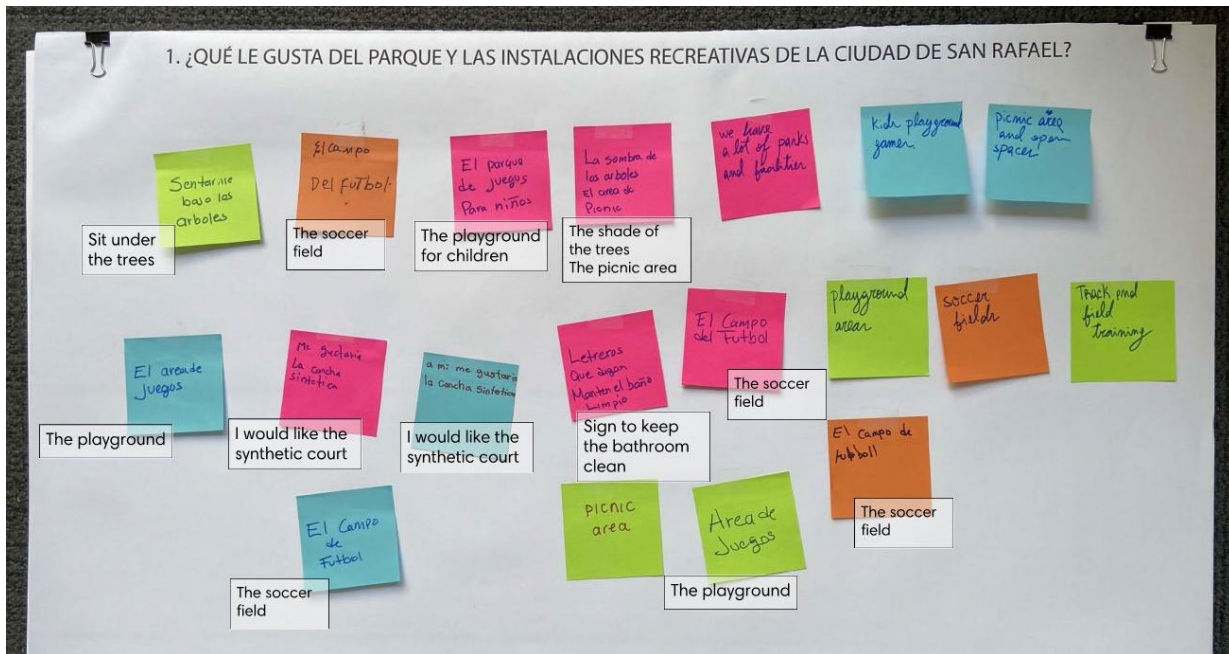 1. ¿QUÉ LE GUSTA DEL PARQUE Y LAS INSTALACIONES RECREATIVAS DE LA CIUDAD DE SAN RAFAEL?
Sentarme
bajo los
arboles
Sit under
the trees
El campo
DEL FUTBOL.
The soccer
field
El parque
de juegos
Para niños
The playground
for children
La sombra de
los arboles
El area de
Picnic
The shade of
the trees
The picnic area
we have
a lot of parks
and facilities
Kids playground
games
picnic area
and open
spaces
El area de
Juegos
The playground
Me gustaria
La cancha
sintetica
I would like the
synthetic court
a mi me gustaria
la cancha Sintetica
I would like the
synthetic court
Letreros
Que digan
Manten el baño
Limpio
Sign to keep
the bathroom
clean
El Campo
del Futbol
The soccer
field
playground
areas
soccer
fields
Track and
field
training
El Campo
de
Futbol
The soccer
field
PICNIC
area
Area de
Juegos
The playground
El Campo de
The soccer
field